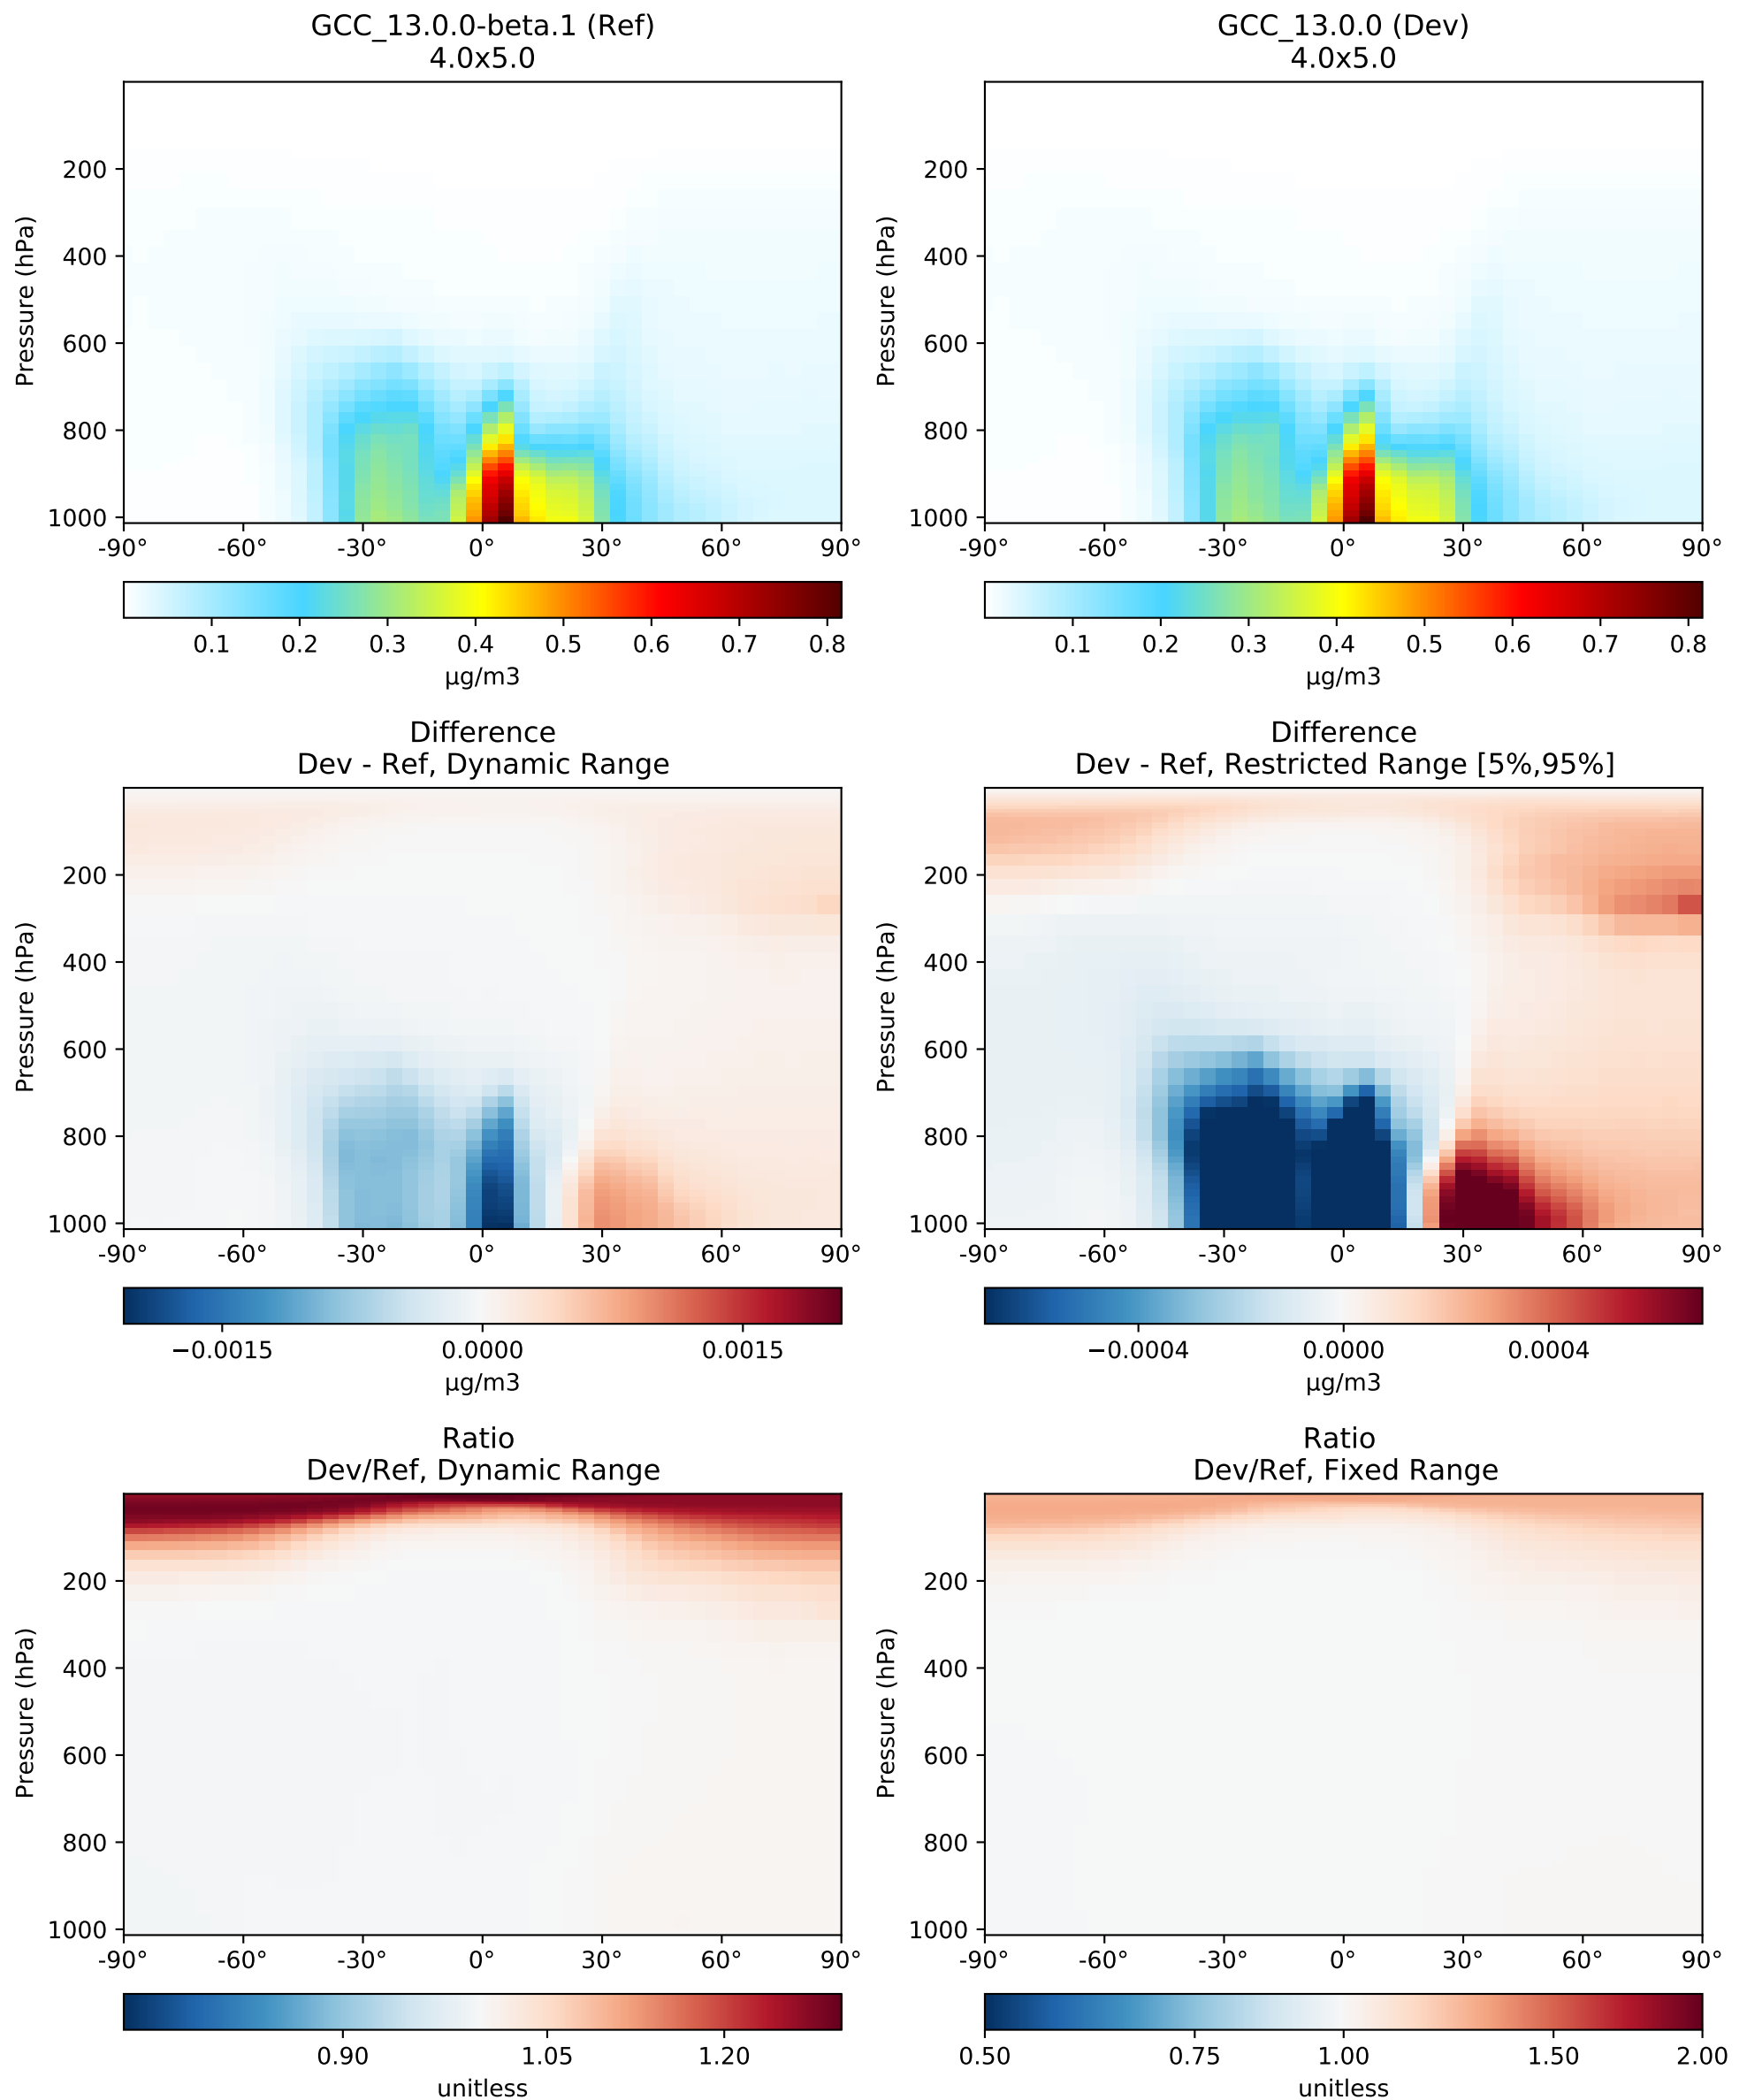 GCC_13.0.0-beta.1 (Ref)
4.0x5.0
Pressure (hPa)
200
400
600
800
1000
-90° -60° -30° 0° 30° 60° 90°
0.1 0.2 0.3 0.4 0.5 0.6 0.7 0.8
μg/m3
GCC_13.0.0 (Dev)
4.0x5.0
Pressure (hPa)
200
400
600
800
1000
-90° -60° -30° 0° 30° 60° 90°
0.1 0.2 0.3 0.4 0.5 0.6 0.7 0.8
μg/m3
Difference
Dev - Ref, Dynamic Range
Pressure (hPa)
200
400
600
800
1000
-90° -60° -30° 0° 30° 60° 90°
−0.0015 0.0000 0.0015
μg/m3
Difference
Dev - Ref, Restricted Range [5%,95%]
Pressure (hPa)
200
400
600
800
1000
-90° -60° -30° 0° 30° 60° 90°
−0.0004 0.0000 0.0004
μg/m3
Ratio
Dev/Ref, Dynamic Range
Pressure (hPa)
200
400
600
800
1000
-90° -60° -30° 0° 30° 60° 90°
0.90 1.05 1.20
unitless
Ratio
Dev/Ref, Fixed Range
Pressure (hPa)
200
400
600
800
1000
-90° -60° -30° 0° 30° 60° 90°
0.50 0.75 1.00 1.50 2.00
unitless